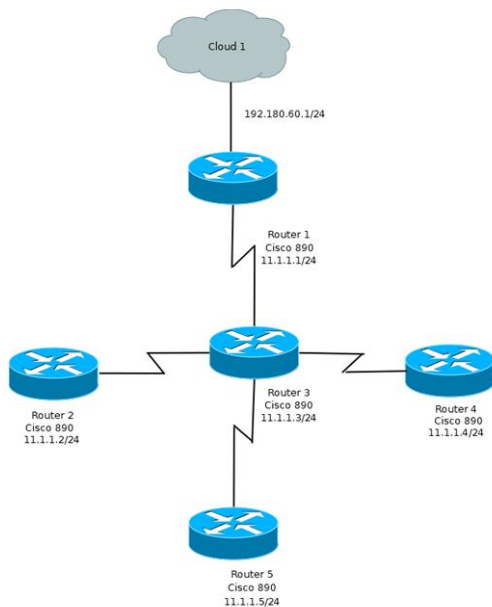 Cloud 1
192.180.60.1/24
Router 1
Cisco 890
11.1.1.1/24
Router 3
Cisco 890
11.1.1.3/24
Router 2
Cisco 890
11.1.1.2/24
Router 4
Cisco 890
11.1.1.4/24
Router 5
Cisco 890
11.1.1.5/24